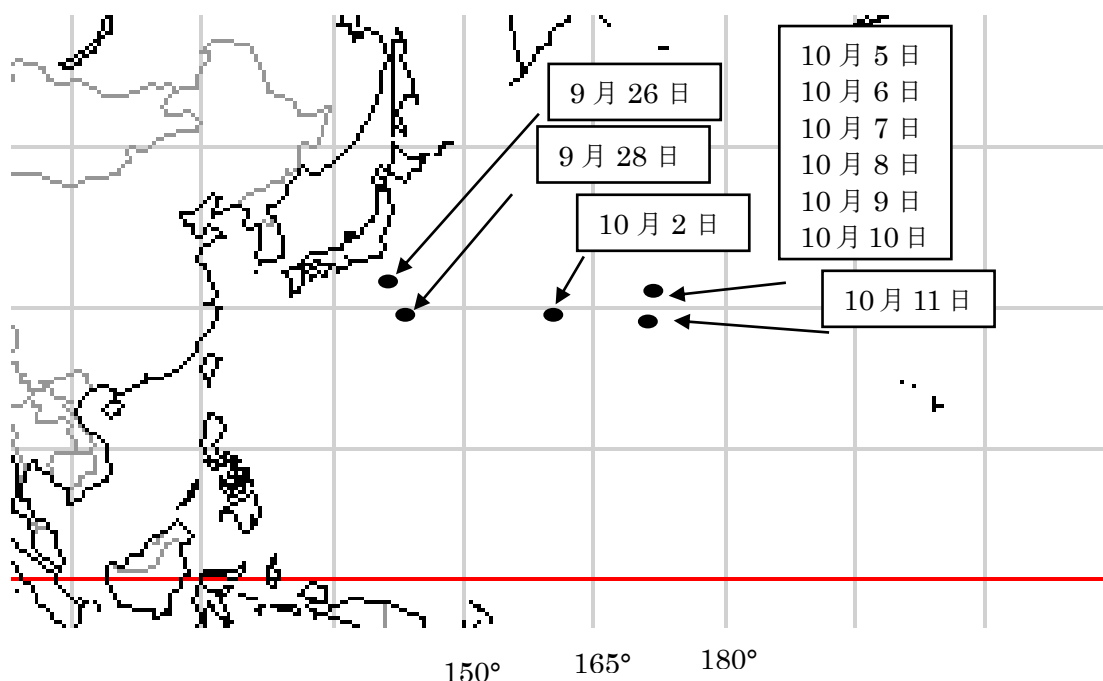 9 月 26 日
9 月 28 日
10 月 2 日
10 月 5 日
10 月 6 日
10 月 7 日
10 月 8 日
10 月 9 日
10 月 10 日
10 月 11 日
150°
165°
180°